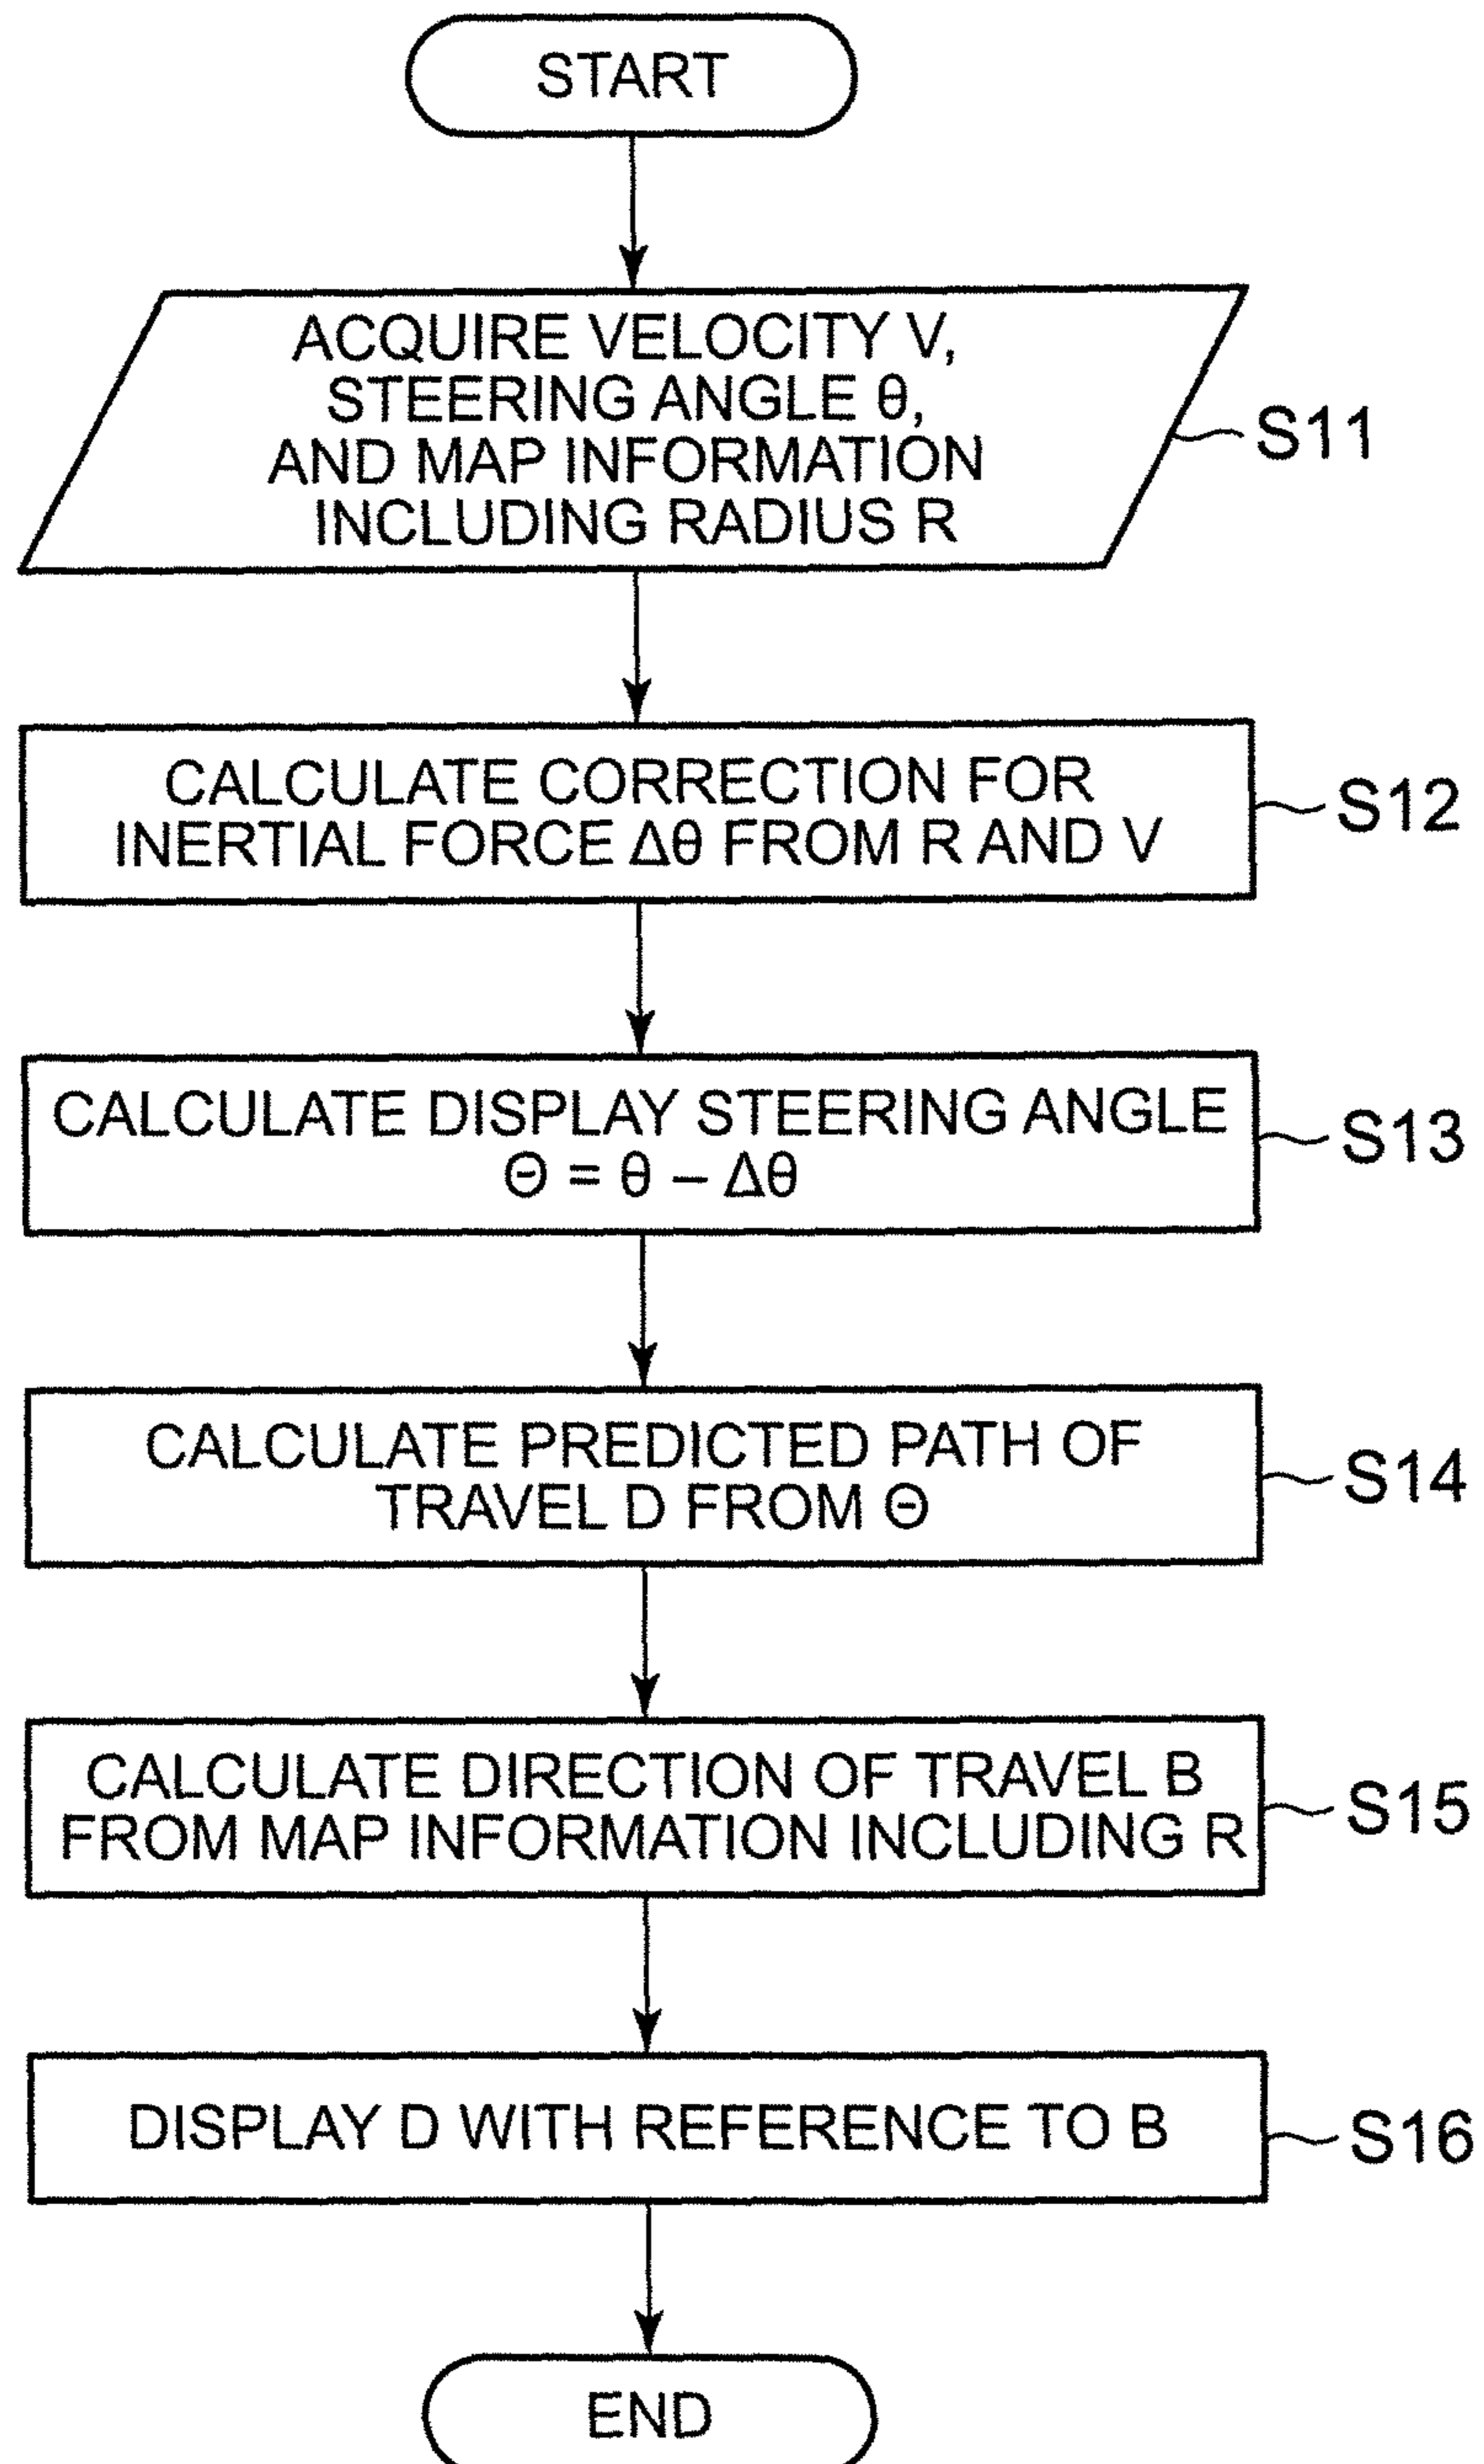 START
ACQUIRE VELOCITY V,
STEERING ANGLE θ,
AND MAP INFORMATION
INCLUDING RADIUS R
S11
CALCULATE CORRECTION FOR
INERTIAL FORCE Δθ FROM R AND V
S12
CALCULATE DISPLAY STEERING ANGLE
Θ = θ – Δθ
S13
CALCULATE PREDICTED PATH OF
TRAVEL D FROM Θ
S14
CALCULATE DIRECTION OF TRAVEL B
FROM MAP INFORMATION INCLUDING R
S15
DISPLAY D WITH REFERENCE TO B
S16
END